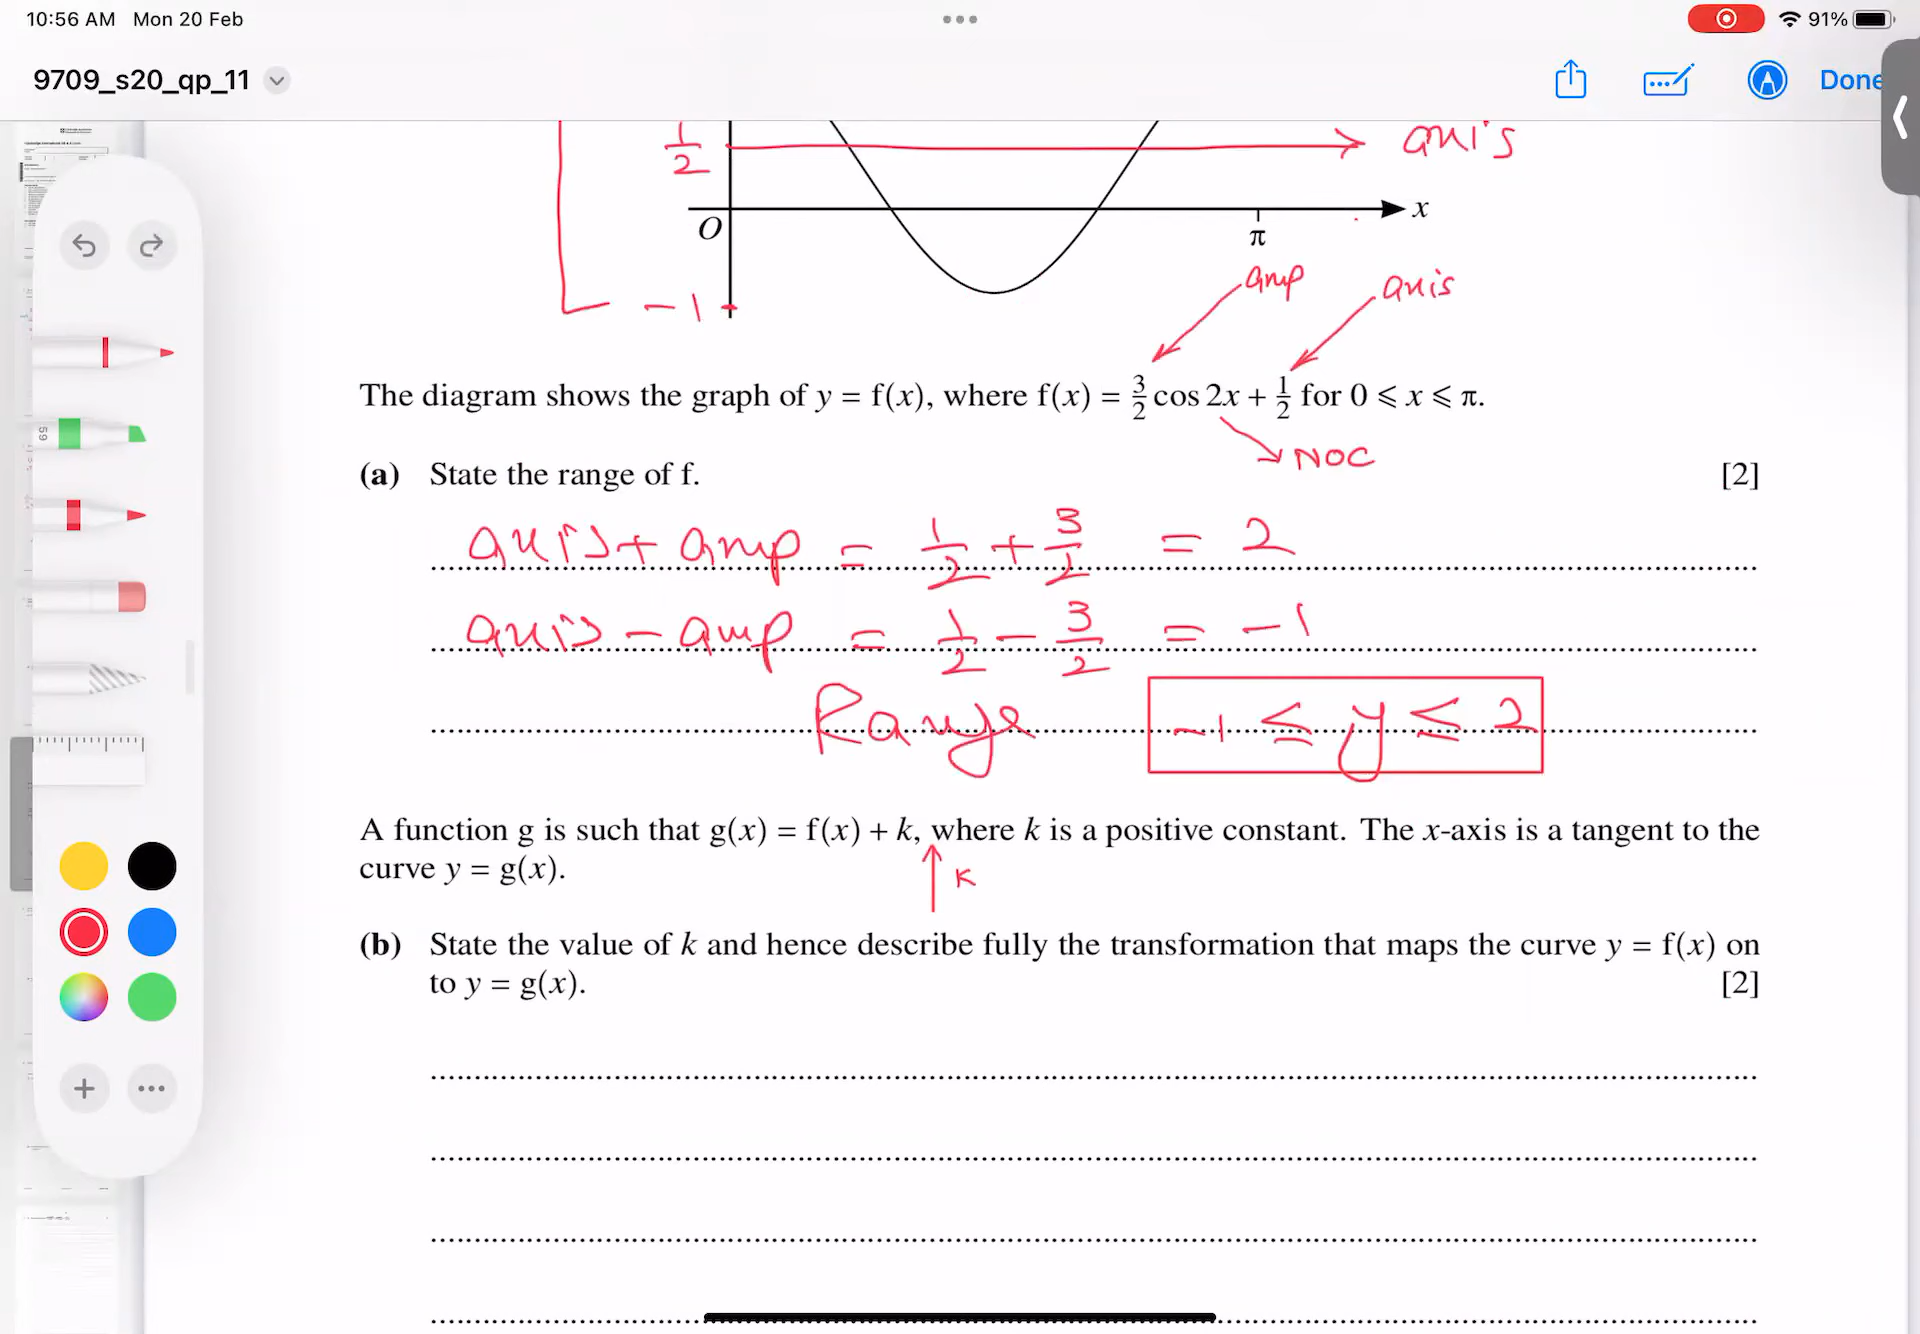 10:56 AM Mon 20 Feb
91%
9709_s20_qp_11
Done
1/2
axis
x
O
π
-1
amp
axis
The diagram shows the graph of y = f(x), where f(x) = 3/2 cos 2x + 1/2 for 0 ⩽ x ⩽ π.
NOC
(a) State the range of f. [2]
axis + amp = 1/2 + 3/2 = 2
axis - amp = 1/2 - 3/2 = -1
Range -1 ≤ y ≤ 2
A function g is such that g(x) = f(x) + k, where k is a positive constant. The x-axis is a tangent to the
curve y = g(x).
K
(b) State the value of k and hence describe fully the transformation that maps the curve y = f(x) on
to y = g(x). [2]
59